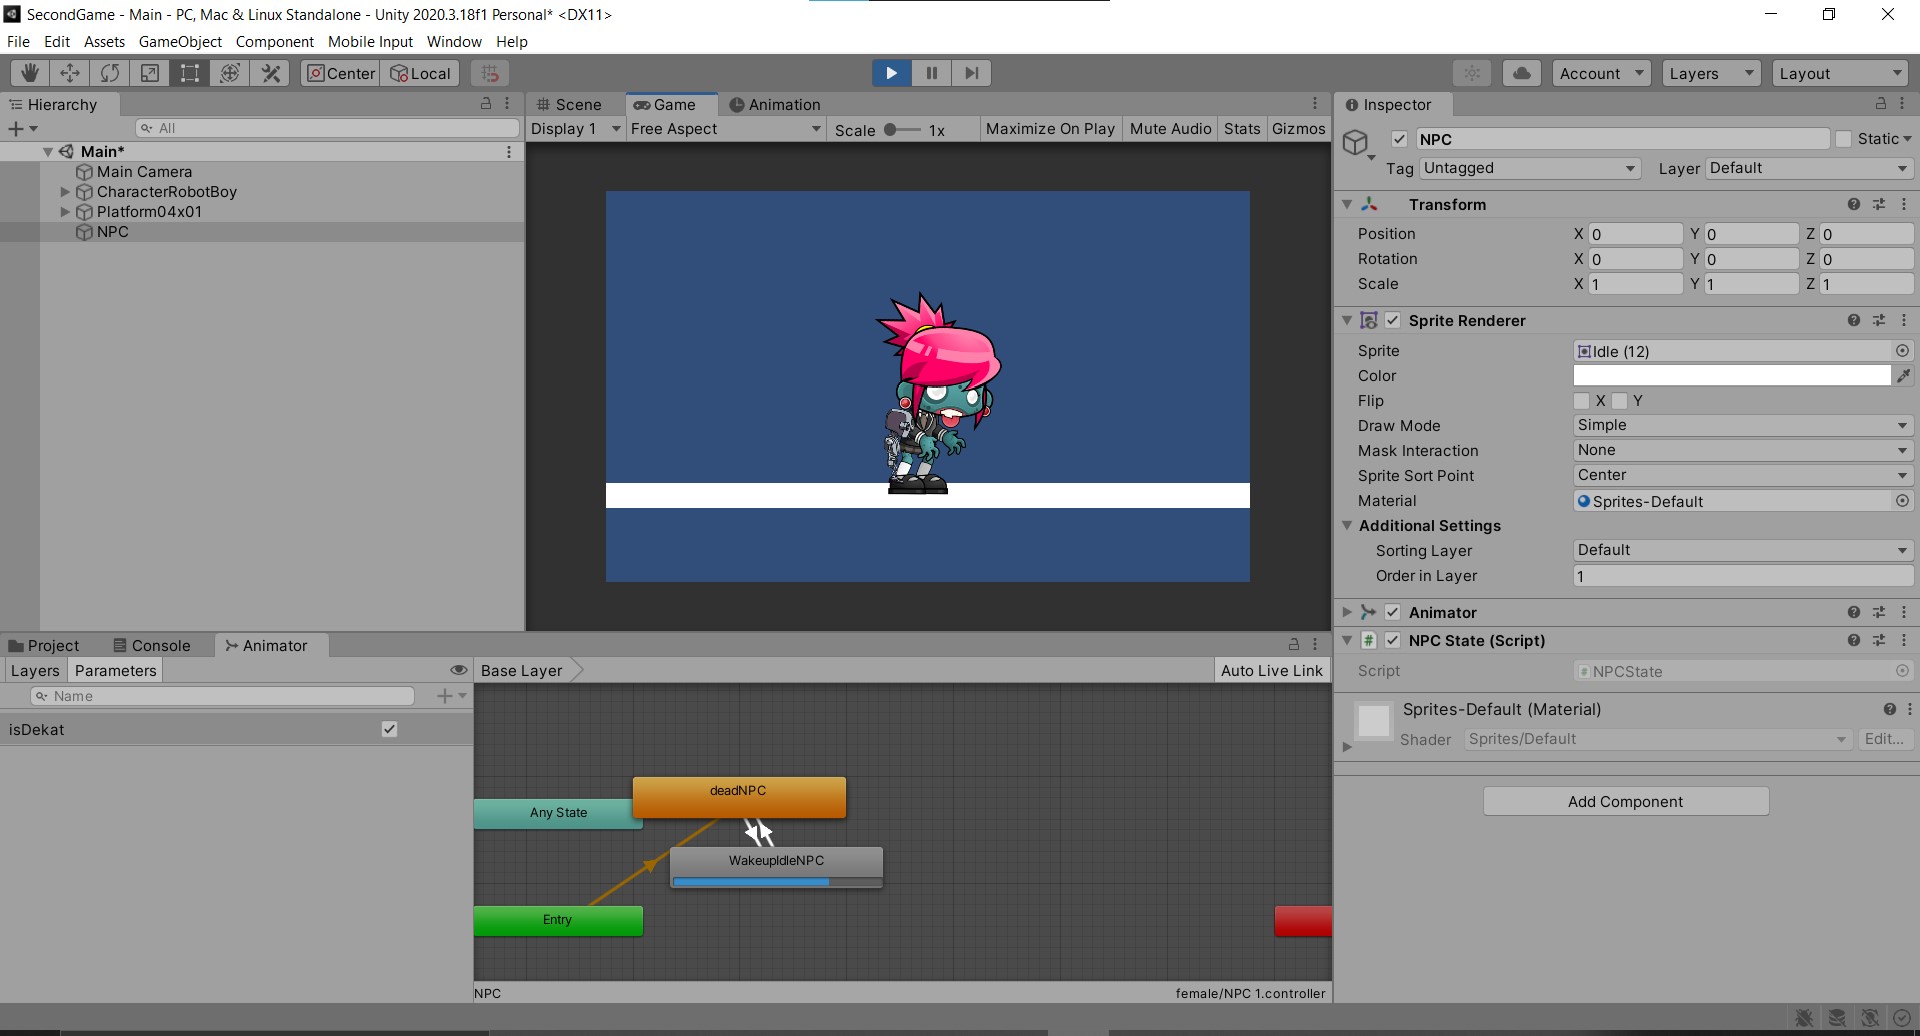 SecondGame - Main - PC, Mac & Linux Standalone - Unity 2020.3.18f1 Personal* <DX11>
File Edit Assets GameObject Component Mobile Input Window Help
Center Local Account Layers Layout
Hierarchy
All
Main*
Main Camera
CharacterRobotBoy
Platform04x01
NPC
Scene Game Animation
Display 1 Free Aspect Scale 1x Maximize On Play Mute Audio Stats Gizmos
Inspector
NPC Static
Tag Untagged Layer Default
Transform
Position X 0 Y 0 Z 0
Rotation X 0 Y 0 Z 0
Scale X 1 Y 1 Z 1
Sprite Renderer
Sprite Idle (12)
Color
Flip X Y
Draw Mode Simple
Mask Interaction None
Sprite Sort Point Center
Material Sprites-Default
Additional Settings
Sorting Layer Default
Order in Layer 1
Animator
NPC State (Script)
Script # NPCState
Sprites-Default (Material)
Shader Sprites/Default Edit...
Add Component
Project Console Animator
Layers Parameters Base Layer Auto Live Link
Name
isDekat
deadNPC
Any State
WakeupIdleNPC
Entry
NPC female/NPC 1.controller